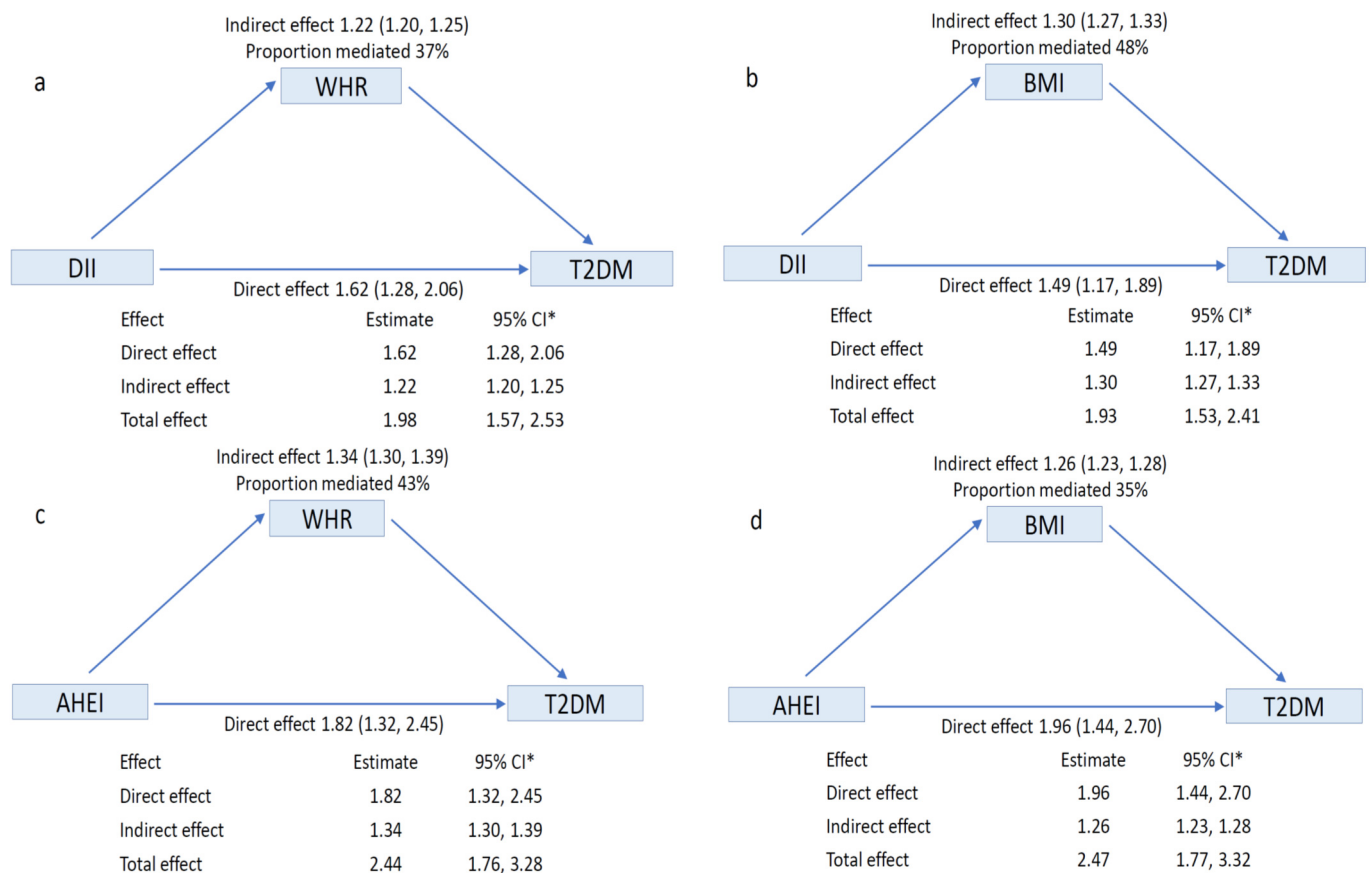 Indirect effect 1.22 (1.20, 1.25)
Proportion mediated 37%
a
WHR
DII
T2DM
Direct effect 1.62 (1.28, 2.06)
Effect Estimate 95% CI*
Direct effect 1.62 1.28, 2.06
Indirect effect 1.22 1.20, 1.25
Total effect 1.98 1.57, 2.53
Indirect effect 1.30 (1.27, 1.33)
Proportion mediated 48%
b
BMI
DII
T2DM
Direct effect 1.49 (1.17, 1.89)
Effect Estimate 95% CI*
Direct effect 1.49 1.17, 1.89
Indirect effect 1.30 1.27, 1.33
Total effect 1.93 1.53, 2.41
Indirect effect 1.34 (1.30, 1.39)
Proportion mediated 43%
c
WHR
AHEI
T2DM
Direct effect 1.82 (1.32, 2.45)
Effect Estimate 95% CI*
Direct effect 1.82 1.32, 2.45
Indirect effect 1.34 1.30, 1.39
Total effect 2.44 1.76, 3.28
Indirect effect 1.26 (1.23, 1.28)
Proportion mediated 35%
d
BMI
AHEI
T2DM
Direct effect 1.96 (1.44, 2.70)
Effect Estimate 95% CI*
Direct effect 1.96 1.44, 2.70
Indirect effect 1.26 1.23, 1.28
Total effect 2.47 1.77, 3.32